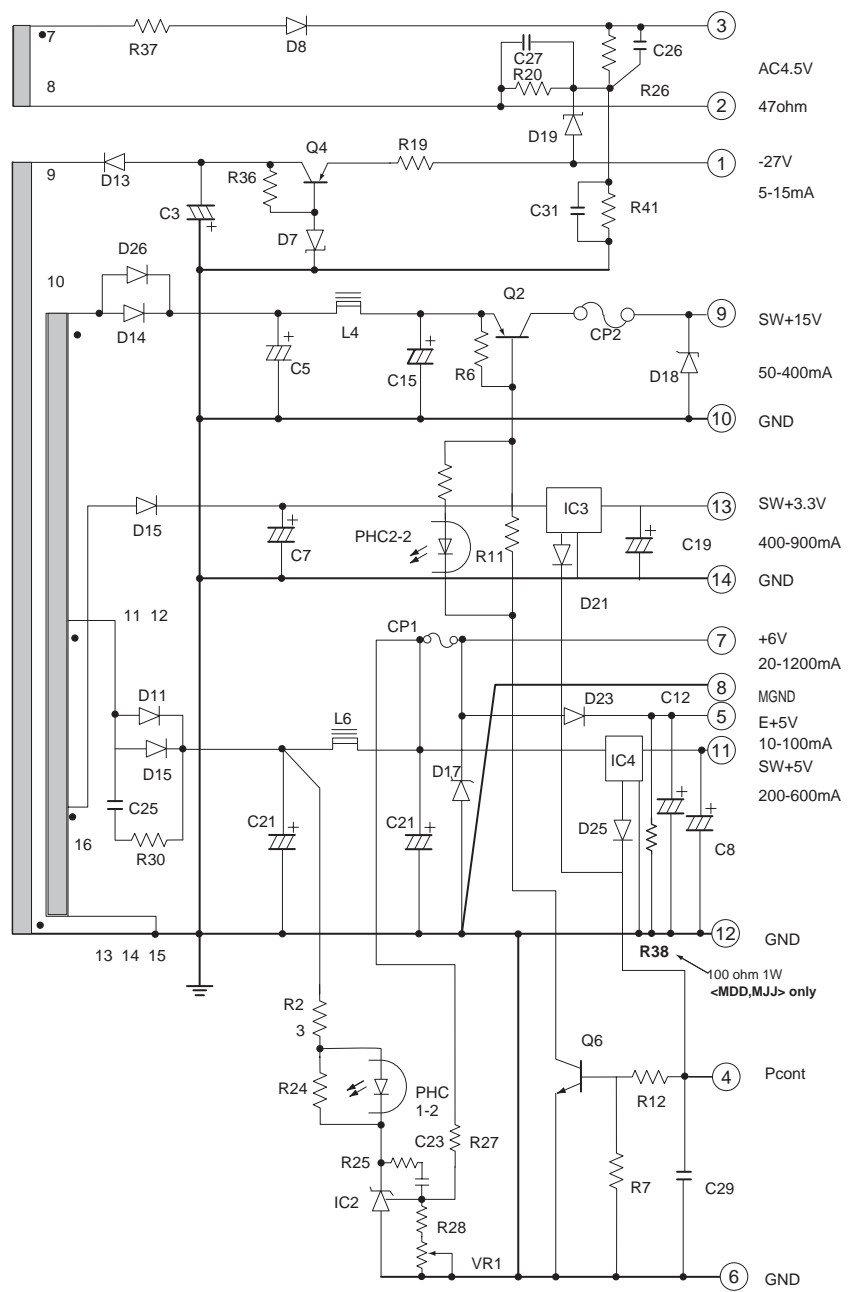 7
R37
D8
3
C27
C26
R20
R26
AC4.5V
8
2
47ohm
D19
Q4
R19
9
D13
R36
1
-27V
C3
+
D7
C31
R41
5-15mA
D26
10
D14
L4
Q2
CP2
9
SW+15V
+
C5
C15
+
R6
D18
50-400mA
10
GND
D15
IC3
13
SW+3.3V
+
C7
PHC2-2
R11
+
C19
400-900mA
D21
14
GND
11 12
CP1
7
+6V
20-1200mA
8
MGND
D11
D23
C12
5
E+5V
L6
11
10-100mA
D15
D17
IC4
SW+5V
C25
200-600mA
16
R30
C21
+
C21
+
D25
+
+
C8
12
GND
13 14 15
R38
100 ohm 1W
<MDD,MJJ> only
R2
3
Q6
R24
PHC
1-2
R12
4
Pcont
C23
R27
R25
IC2
R7
C29
R28
VR1
6
GND